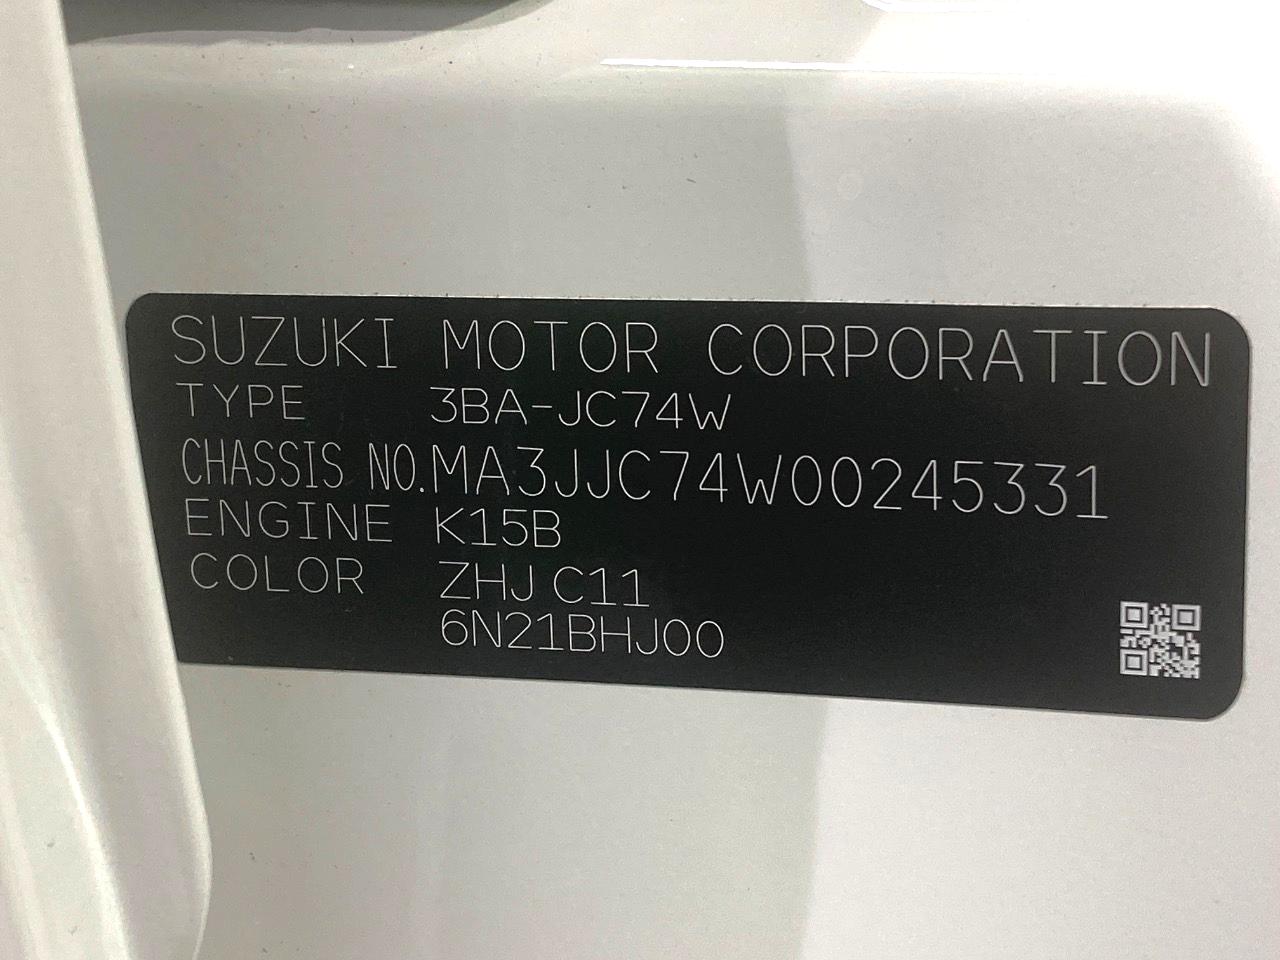 SUZUKI MOTOR CORPORATION
TYPE 3BA-JC74W
CHASSIS NO. MA3JJC74W00245331
ENGINE K15B
COLOR ZHJ C11
6N21BHJ00